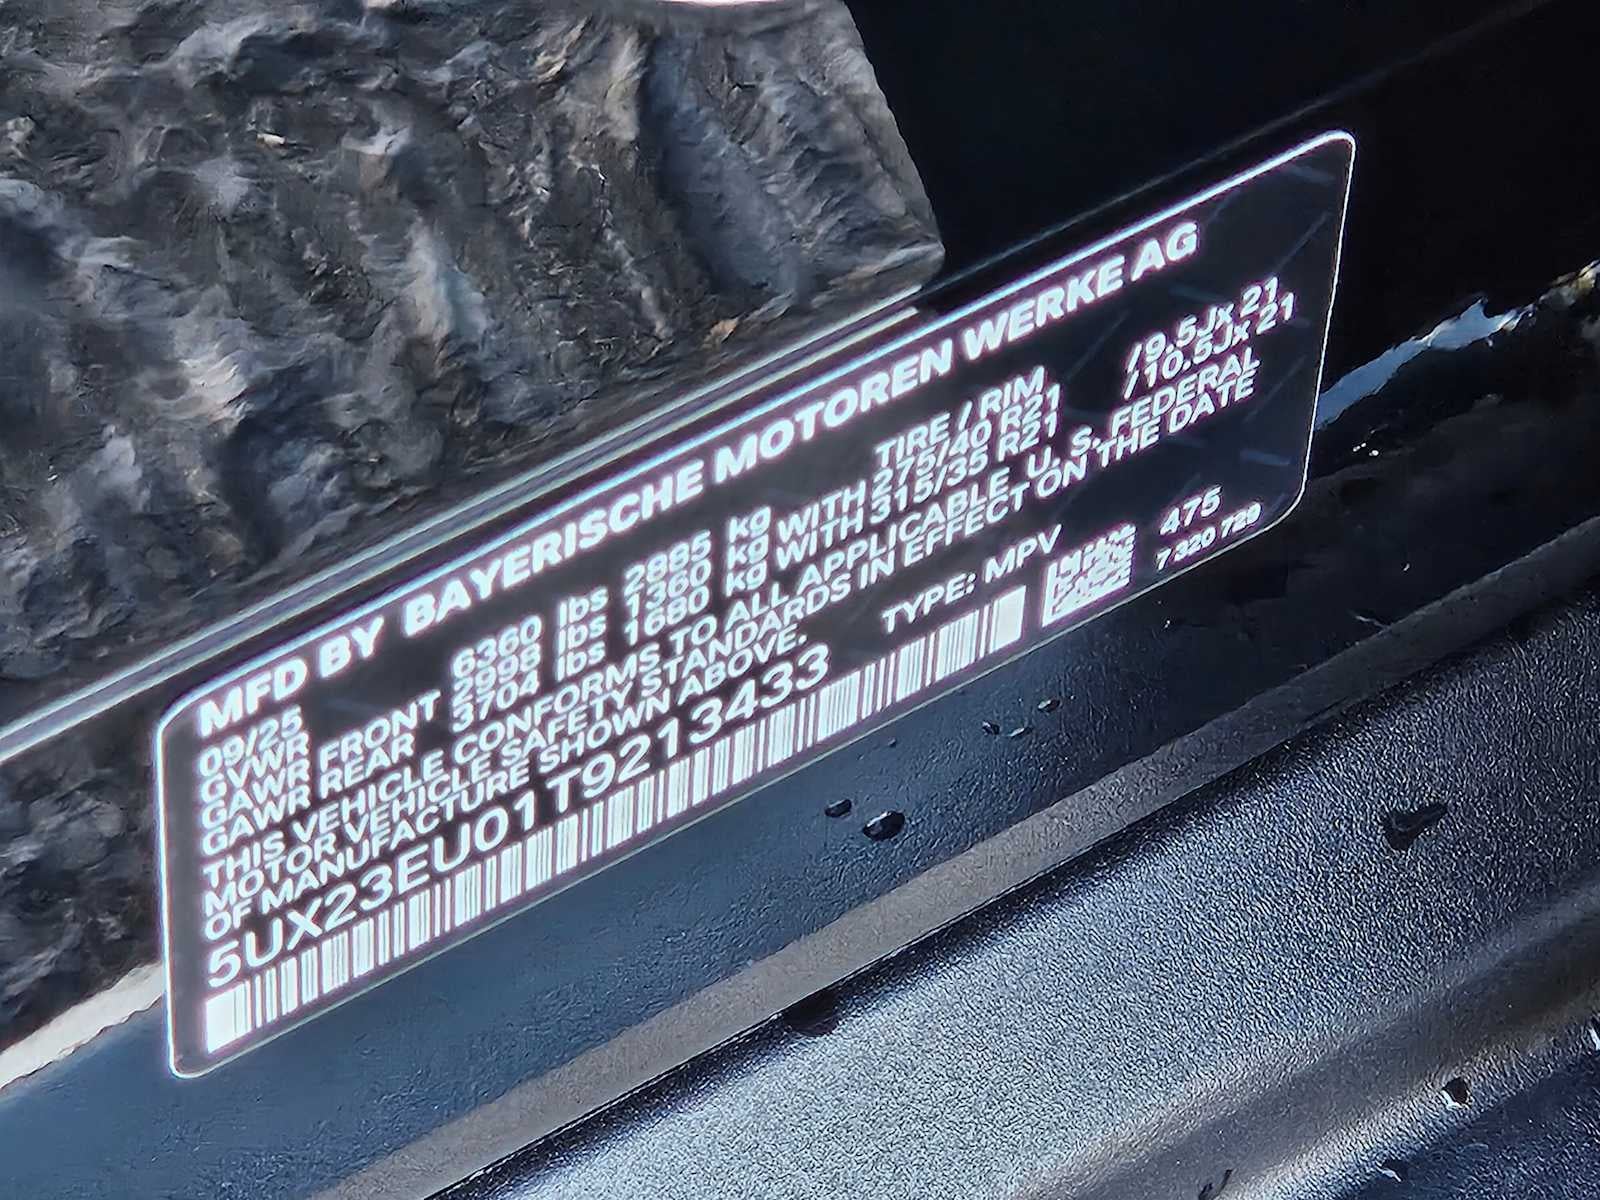 MFD BY BAYERISCHE MOTOREN WERKE AG
09/25 TIRE / RIM
GVWR 6360 lbs 2885 kg
GAWR FRONT 2998 lbs 1360 kg WITH 275/40 R21 /9.5Jx 21
GAWR REAR 3704 lbs 1680 kg WITH 315/35 R21 /10.5Jx 21
THIS VEHICLE CONFORMS TO ALL APPLICABLE U. S. FEDERAL
MOTOR VEHICLE SAFETY STANDARDS IN EFFECT ON THE DATE
OF MANUFACTURE SHOWN ABOVE.
5UX23EU01T9213433 TYPE: MPV
475
7 320 729